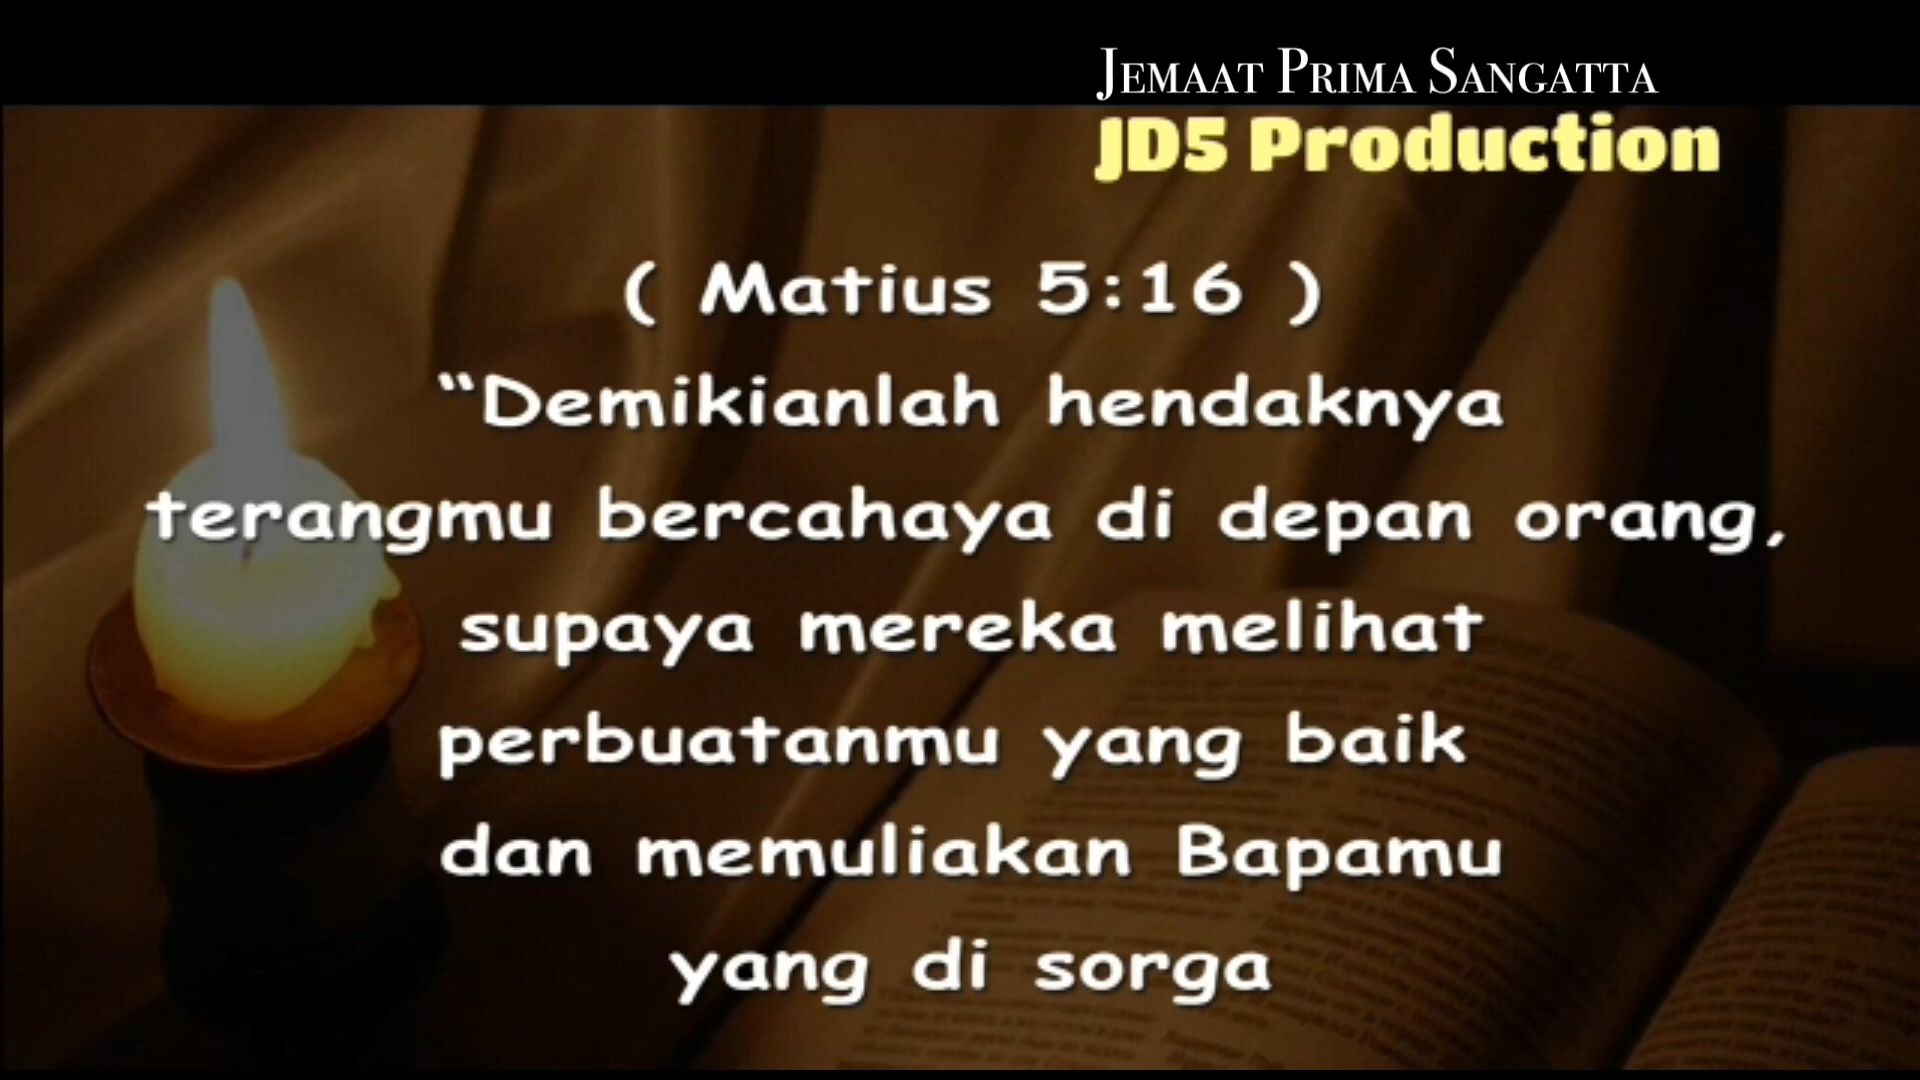 JEMAAT PRIMA SANGATTA
JD5 Production
( Matius 5:16 )
“Demikianlah hendaknya
terangmu bercahaya di depan orang,
supaya mereka melihat
perbuatanmu yang baik
dan memuliakan Bapamu
yang di sorga